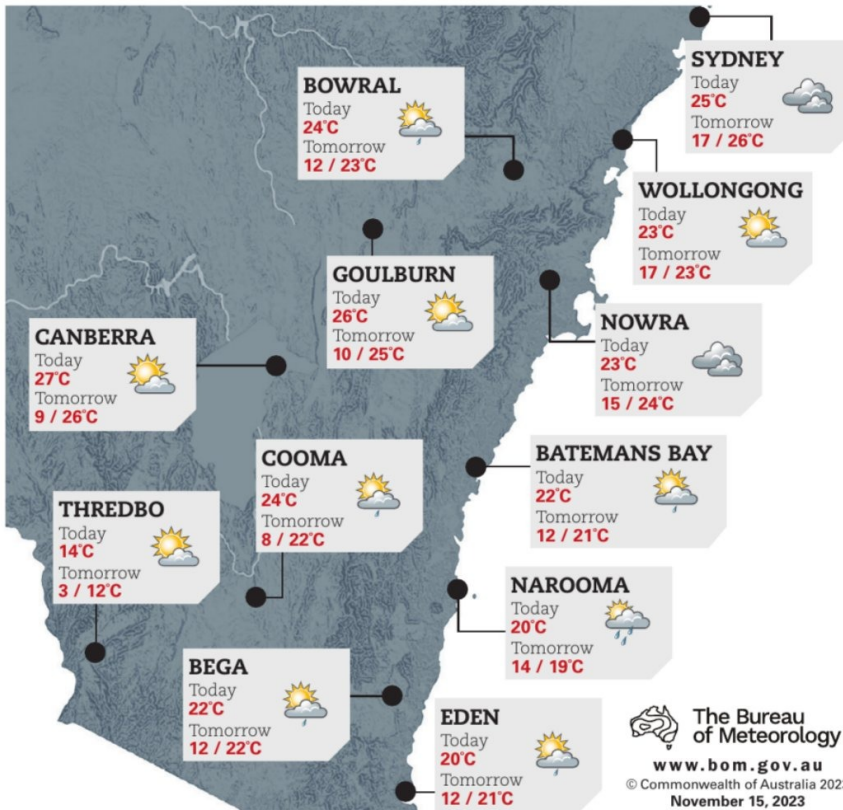 SYDNEY
Today
25°C
Tomorrow
17 / 26°C
BOWRAL
Today
24°C
Tomorrow
12 / 23°C
WOLLONGONG
Today
23°C
Tomorrow
17 / 23°C
GOULBURN
Today
26°C
Tomorrow
10 / 25°C
NOWRA
Today
23°C
Tomorrow
15 / 24°C
CANBERRA
Today
27°C
Tomorrow
9 / 26°C
COOMA
Today
24°C
Tomorrow
8 / 22°C
BATEMANS BAY
Today
22°C
Tomorrow
12 / 21°C
THREDBO
Today
14°C
Tomorrow
3 / 12°C
NAROOMA
Today
20°C
Tomorrow
14 / 19°C
BEGA
Today
22°C
Tomorrow
12 / 22°C
EDEN
Today
20°C
Tomorrow
12 / 21°C
The Bureau
of Meteorology
www.bom.gov.au
© Commonwealth of Australia 202
November 15, 2023